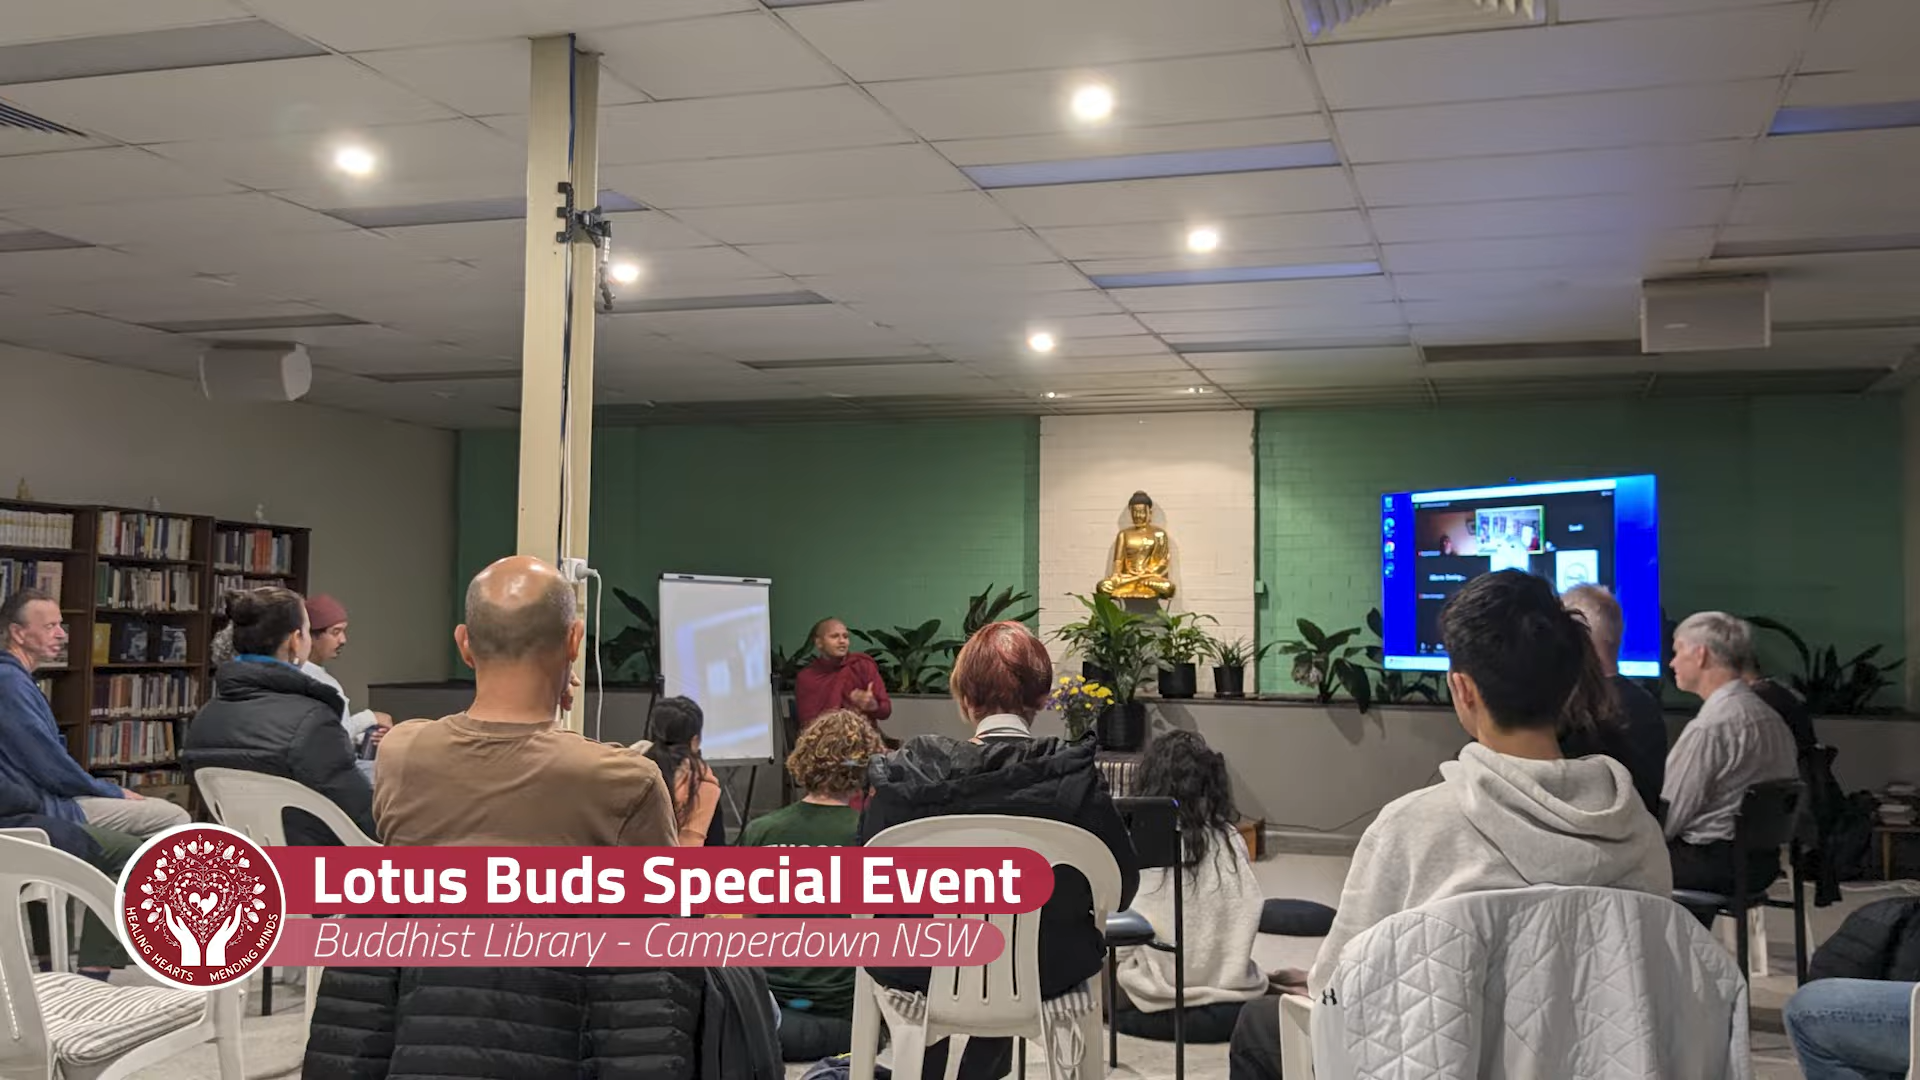 Lotus Buds Special Event
Buddhist Library - Camperdown NSW
HEALING HEARTS MENDING MINDS